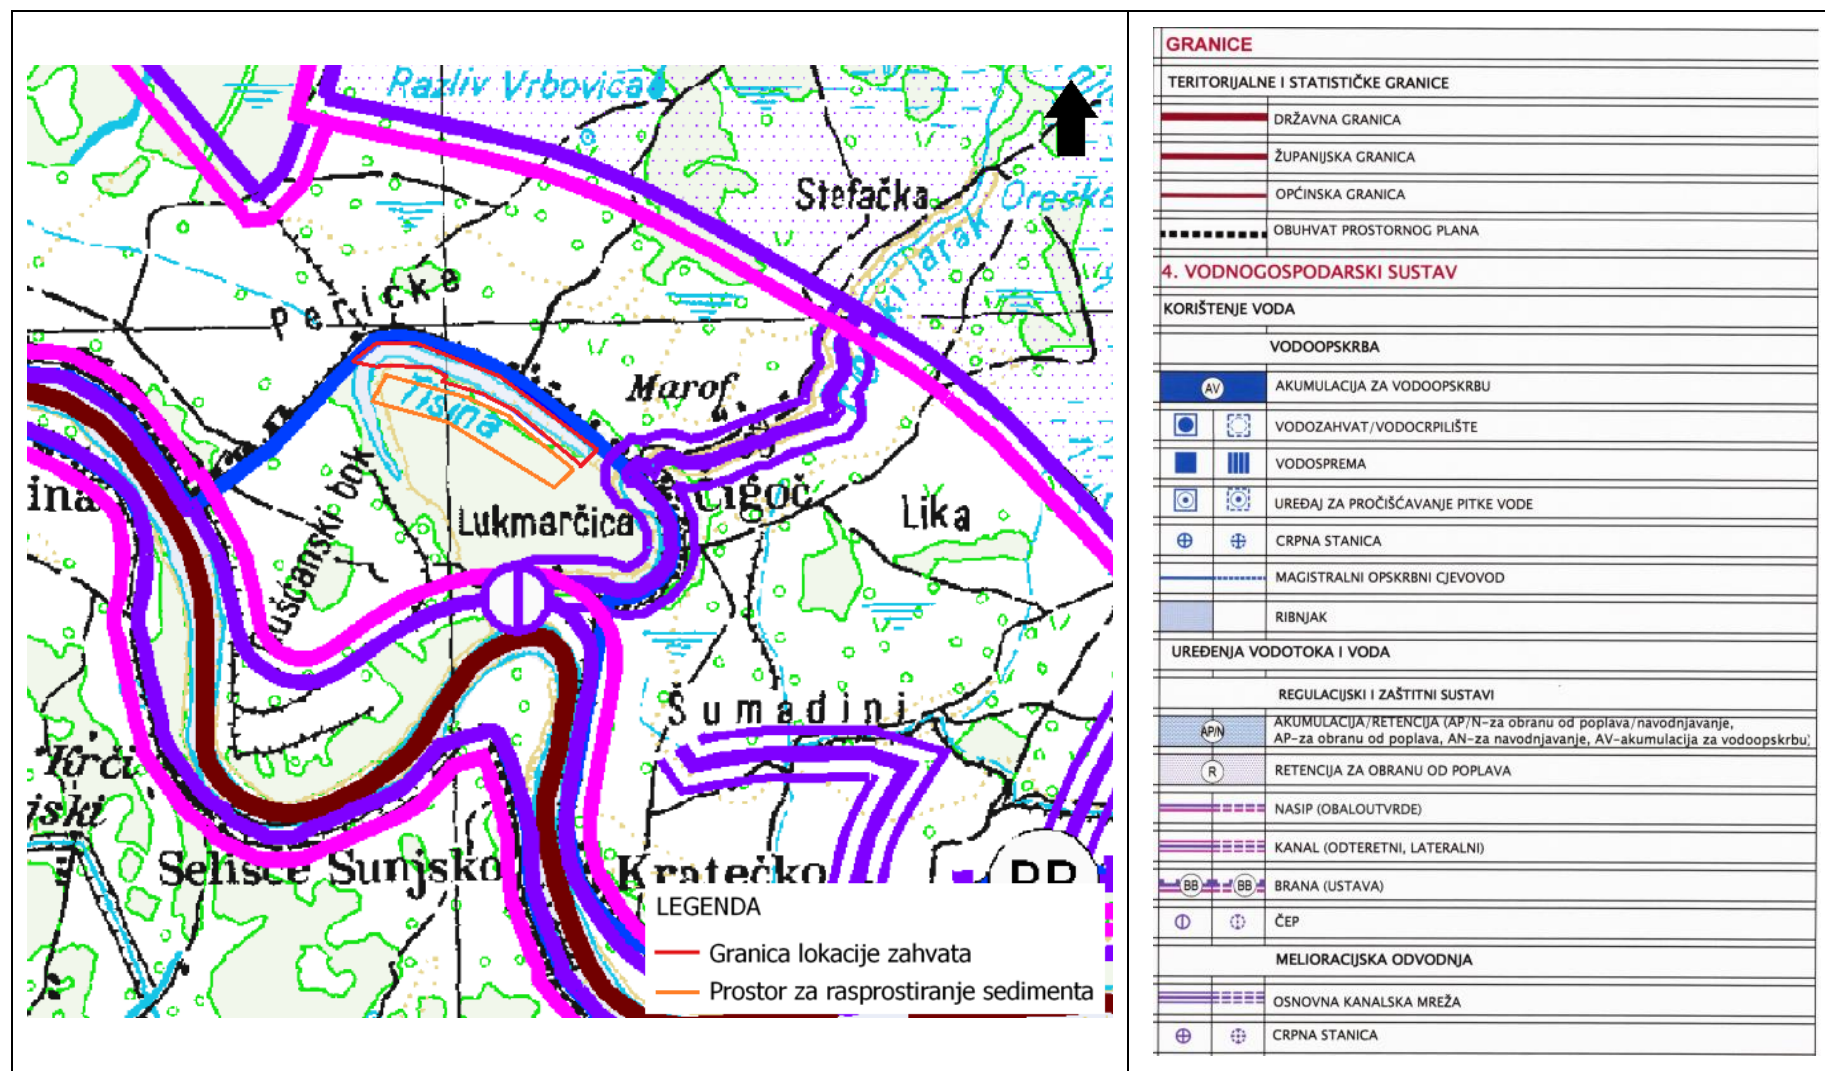 Razliv Vrbovica
Stefačka
Oreška
jarak
Peričke
Marof
Tišina
Čigoč
ina
Lukmarčica
Lika
bok
Šumadini
Krči
jski
Selišće Sunjsko
Kratečko
LEGENDA
Granica lokacije zahvata
Prostor za rasprostiranje sedimenta
GRANICE
TERITORIJALNE I STATISTIČKE GRANICE
DRŽAVNA GRANICA
ŽUPANIJSKA GRANICA
OPĆINSKA GRANICA
OBUHVAT PROSTORNOG PLANA
4. VODNOGOSPODARSKI SUSTAV
KORIŠTENJE VODA
VODOOPSKRBA
AV AKUMULACIJA ZA VODOOPSKRBU
VODOZAHVAT/VODOCRPILIŠTE
VODOSPREMA
UREĐAJ ZA PROČIŠĆAVANJE PITKE VODE
CRPNA STANICA
MAGISTRALNI OPSKRBNI CJEVOVOD
RIBNJAK
UREĐENJA VODOTOKA I VODA
REGULACIJSKI I ZAŠTITNI SUSTAVI
AP/N AKUMULACIJA/RETENCIJA (AP/N-za obranu od poplava/navodnjavanje,
AP-za obranu od poplava, AN-za navodnjavanje, AV-akumulacija za vodoopskrbu)
R RETENCIJA ZA OBRANU OD POPLAVA
NASIP (OBALOUTVRDE)
KANAL (ODTERETNI, LATERALNI)
BB BB BRANA (USTAVA)
ČEP
MELIORACIJSKA ODVODNJA
OSNOVNA KANALSKA MREŽA
CRPNA STANICA